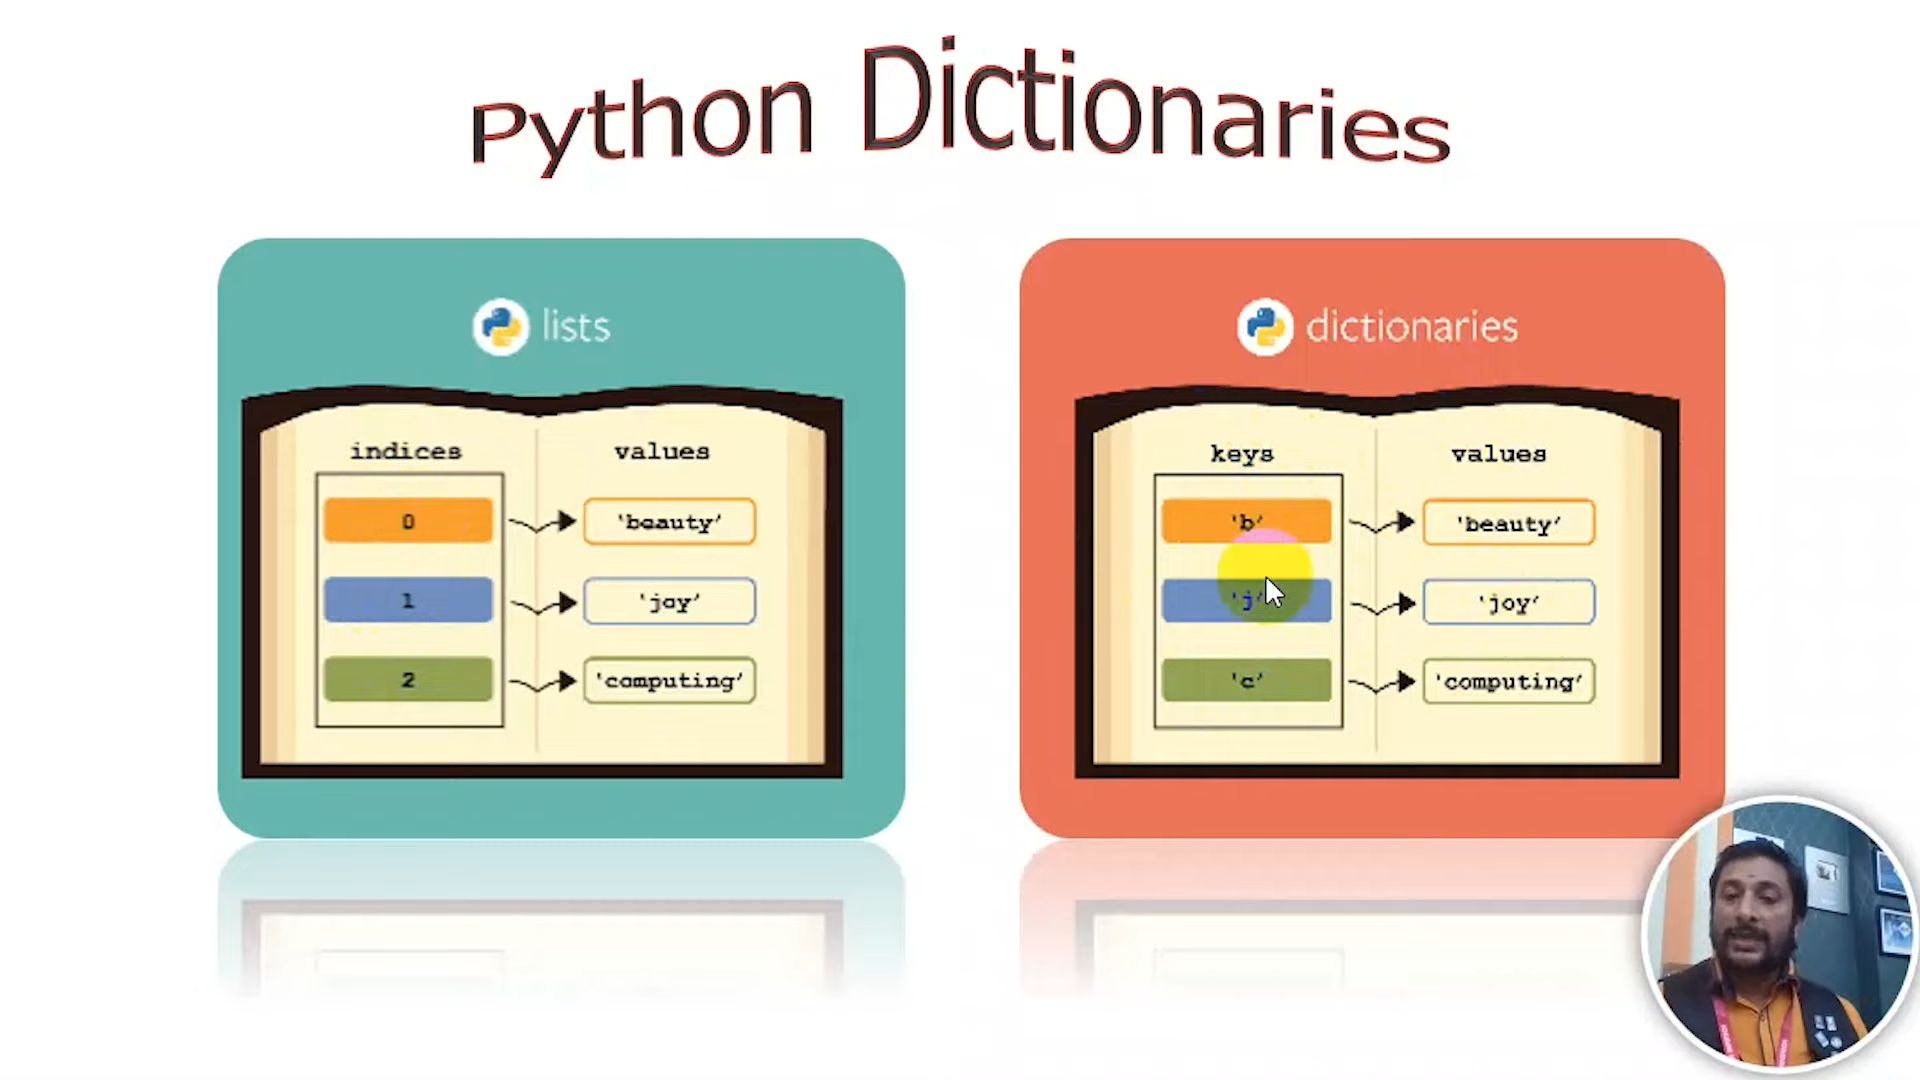 Python Dictionaries
lists
indices values
0 'beauty'
1 'joy'
2 'computing'
dictionaries
keys values
'b' 'beauty'
'j' 'joy'
'c' 'computing'